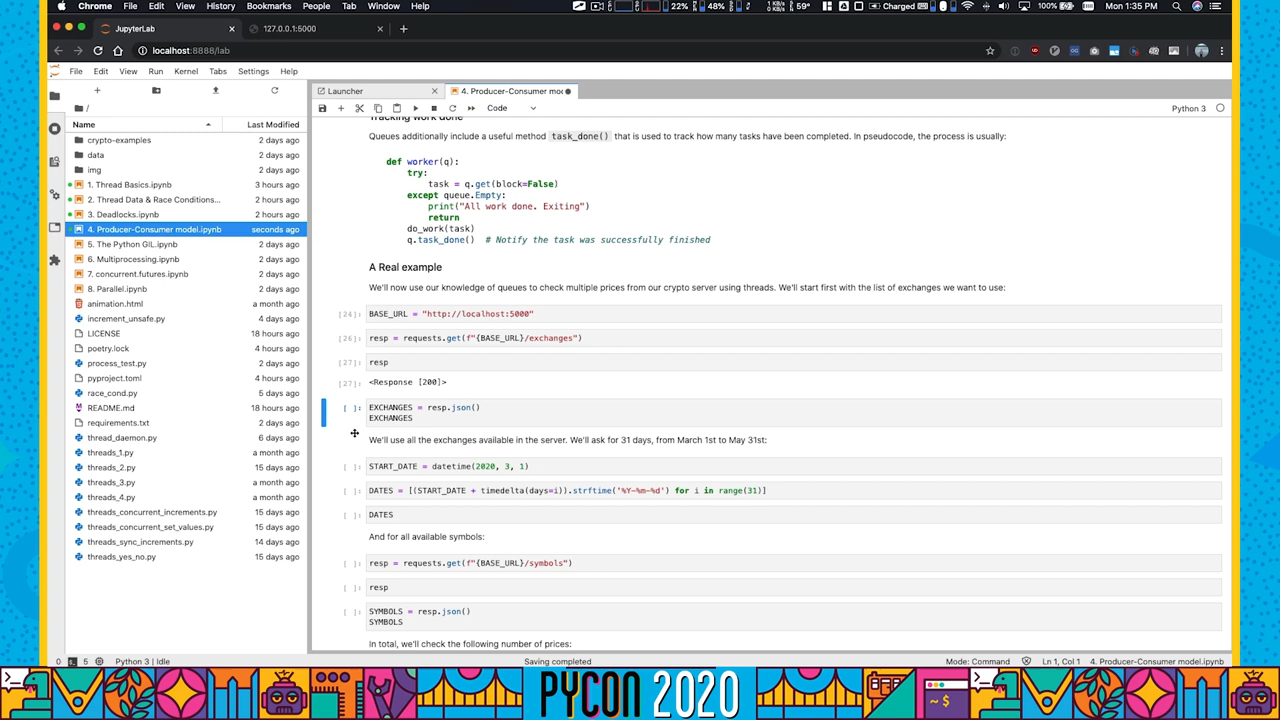 Chrome File Edit View History Bookmarks People Tab Window Help
22% 48% 59° Charged 100% Mon 1:35 PM
JupyterLab
127.0.0.1:5000
localhost:8888/lab
File Edit View Run Kernel Tabs Settings Help
/
Name Last Modified
crypto-examples 2 days ago
data 2 days ago
img 2 days ago
1. Thread Basics.ipynb 3 hours ago
2. Thread Data & Race Conditions... 2 hours ago
3. Deadlocks.ipynb 2 hours ago
4. Producer-Consumer model.ipynb seconds ago
5. The Python GIL.ipynb 2 days ago
6. Multiprocessing.ipynb 2 days ago
7. concurrent.futures.ipynb 2 days ago
8. Parallel.ipynb 2 days ago
animation.html a month ago
increment_unsafe.py 4 days ago
LICENSE 18 hours ago
poetry.lock 4 hours ago
process_test.py 2 days ago
pyproject.toml 4 hours ago
race_cond.py 5 days ago
README.md 18 hours ago
requirements.txt 2 days ago
thread_daemon.py 6 days ago
threads_1.py a month ago
threads_2.py 15 days ago
threads_3.py a month ago
threads_4.py a month ago
threads_concurrent_increments.py 15 days ago
threads_concurrent_set_values.py 15 days ago
threads_sync_increments.py 14 days ago
threads_yes_no.py 15 days ago
Launcher
4. Producer-Consumer mo
Code
Python 3
Tracking work done
Queues additionally include a useful method task_done() that is used to track how many tasks have been completed. In pseudocode, the process is usually:
def worker(q):
try:
task = q.get(block=False)
except queue.Empty:
print("All work done. Exiting")
return
do_work(task)
q.task_done() # Notify the task was successfully finished
A Real example
We'll now use our knowledge of queues to check multiple prices from our crypto server using threads. We'll start first with the list of exchanges we want to use:
[24]: BASE_URL = "http://localhost:5000"
[26]: resp = requests.get(f"{BASE_URL}/exchanges")
[27]: resp
[27]: <Response [200]>
[ ]: EXCHANGES = resp.json()
EXCHANGES
We'll use all the exchanges available in the server. We'll ask for 31 days, from March 1st to May 31st:
[ ]: START_DATE = datetime(2020, 3, 1)
[ ]: DATES = [(START_DATE + timedelta(days=i)).strftime('%Y-%m-%d') for i in range(31)]
[ ]: DATES
And for all available symbols:
[ ]: resp = requests.get(f"{BASE_URL}/symbols")
[ ]: resp
[ ]: SYMBOLS = resp.json()
SYMBOLS
In total, we'll check the following number of prices:
0 5 Python 3 | Idle Saving completed Mode: Command Ln 1, Col 1 4. Producer-Consumer model.ipynb
PYCON 2020
~$